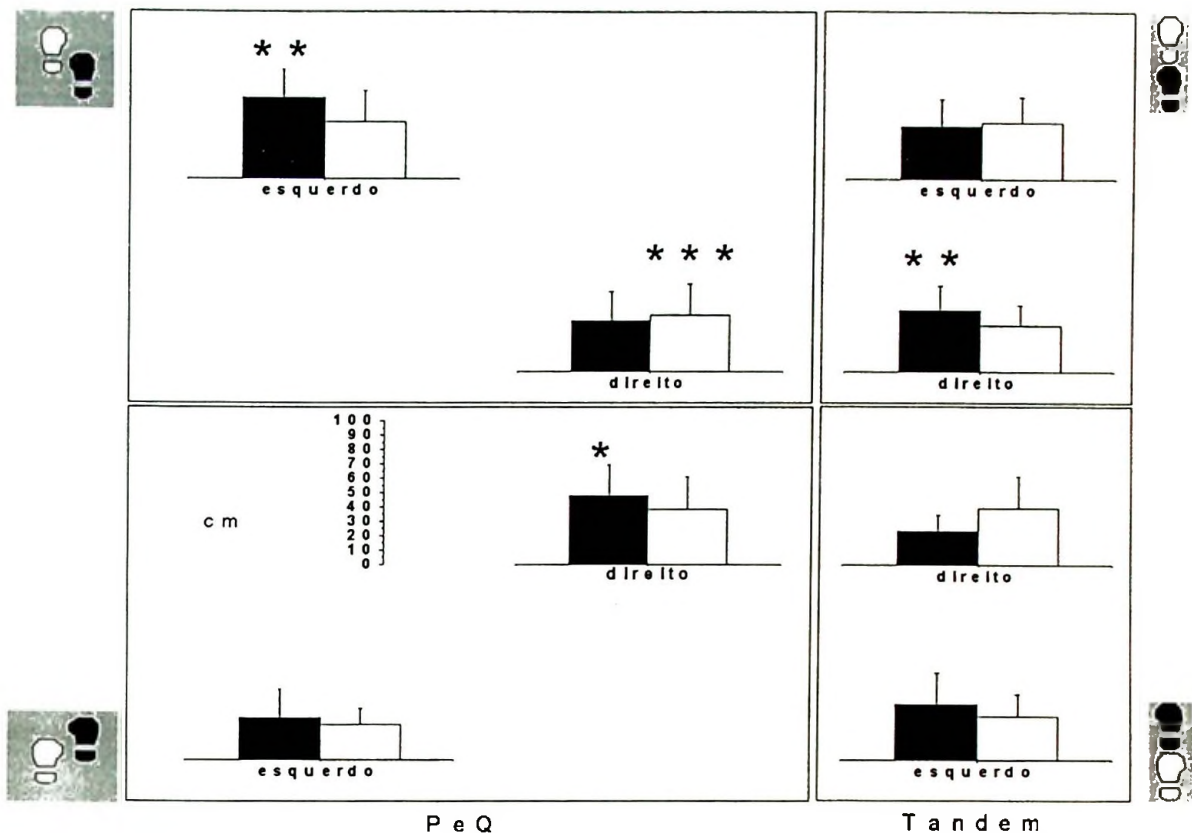 * *
esquerdo
esquerdo
* * *
direito
* *
direito
100
90
80
70
60
50
40
30
20
10
0
cm
*
direito
direito
esquerdo
esquerdo
PeQ
Tandem